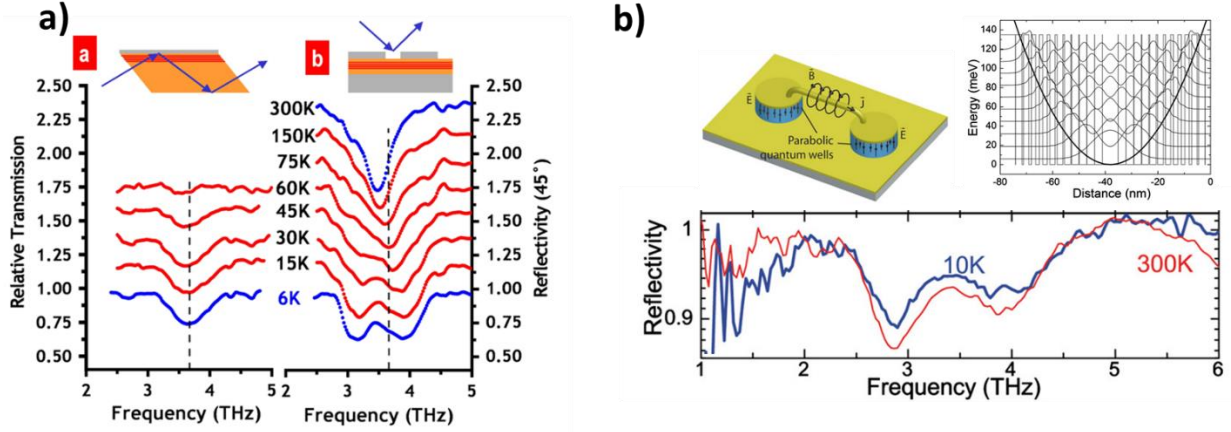 a)
a
b
Relative Transmission
2.50
2.25
2.00
1.75
1.50
1.25
1.00
0.75
0.50
2 3 4 5
Frequency (THz)
300K
150K
75K
60K
45K
30K
15K
6K
2.50
2.25
2.00
1.75
1.50
1.25
1.00
0.75
0.50
Reflectivity (45°)
2 3 4 5
Frequency (THz)
b)
B
E
j
E
Parabolic
quantum wells
Energy (meV)
140
120
100
80
60
40
20
0
-80 -60 -40 -20 0
Distance (nm)
Reflectivity
1
0.9
10K
300K
1 2 3 4 5 6
Frequency (THz)